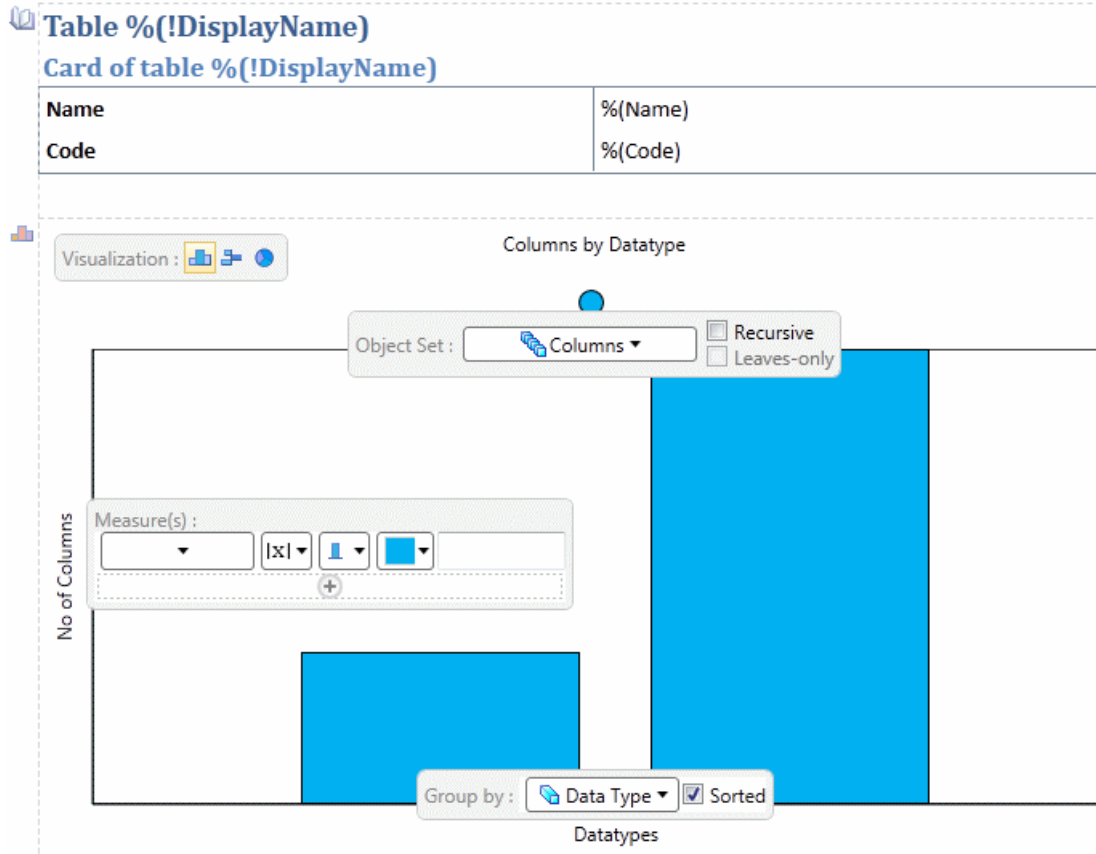 Table %(!DisplayName)
Card of table %(!DisplayName)
Name %(Name)
Code %(Code)
Visualization :
Columns by Datatype
Object Set : Columns
Recursive
Leaves-only
No of Columns
Measure(s) :
|x|
Group by : Data Type Sorted
Datatypes